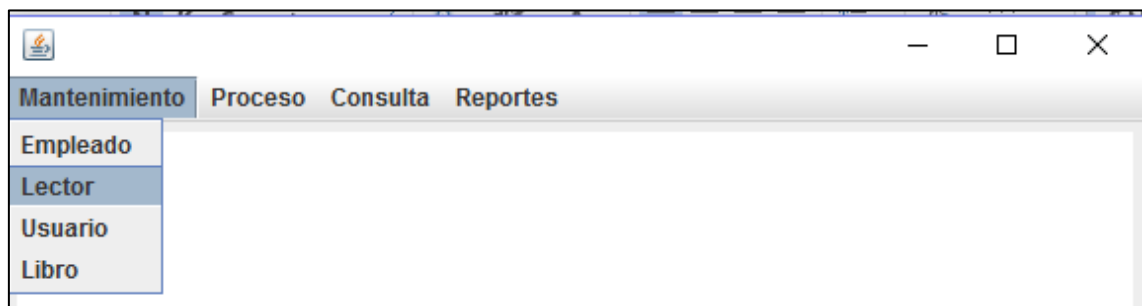 Mantenimiento Proceso Consulta Reportes
Empleado
Lector
Usuario
Libro